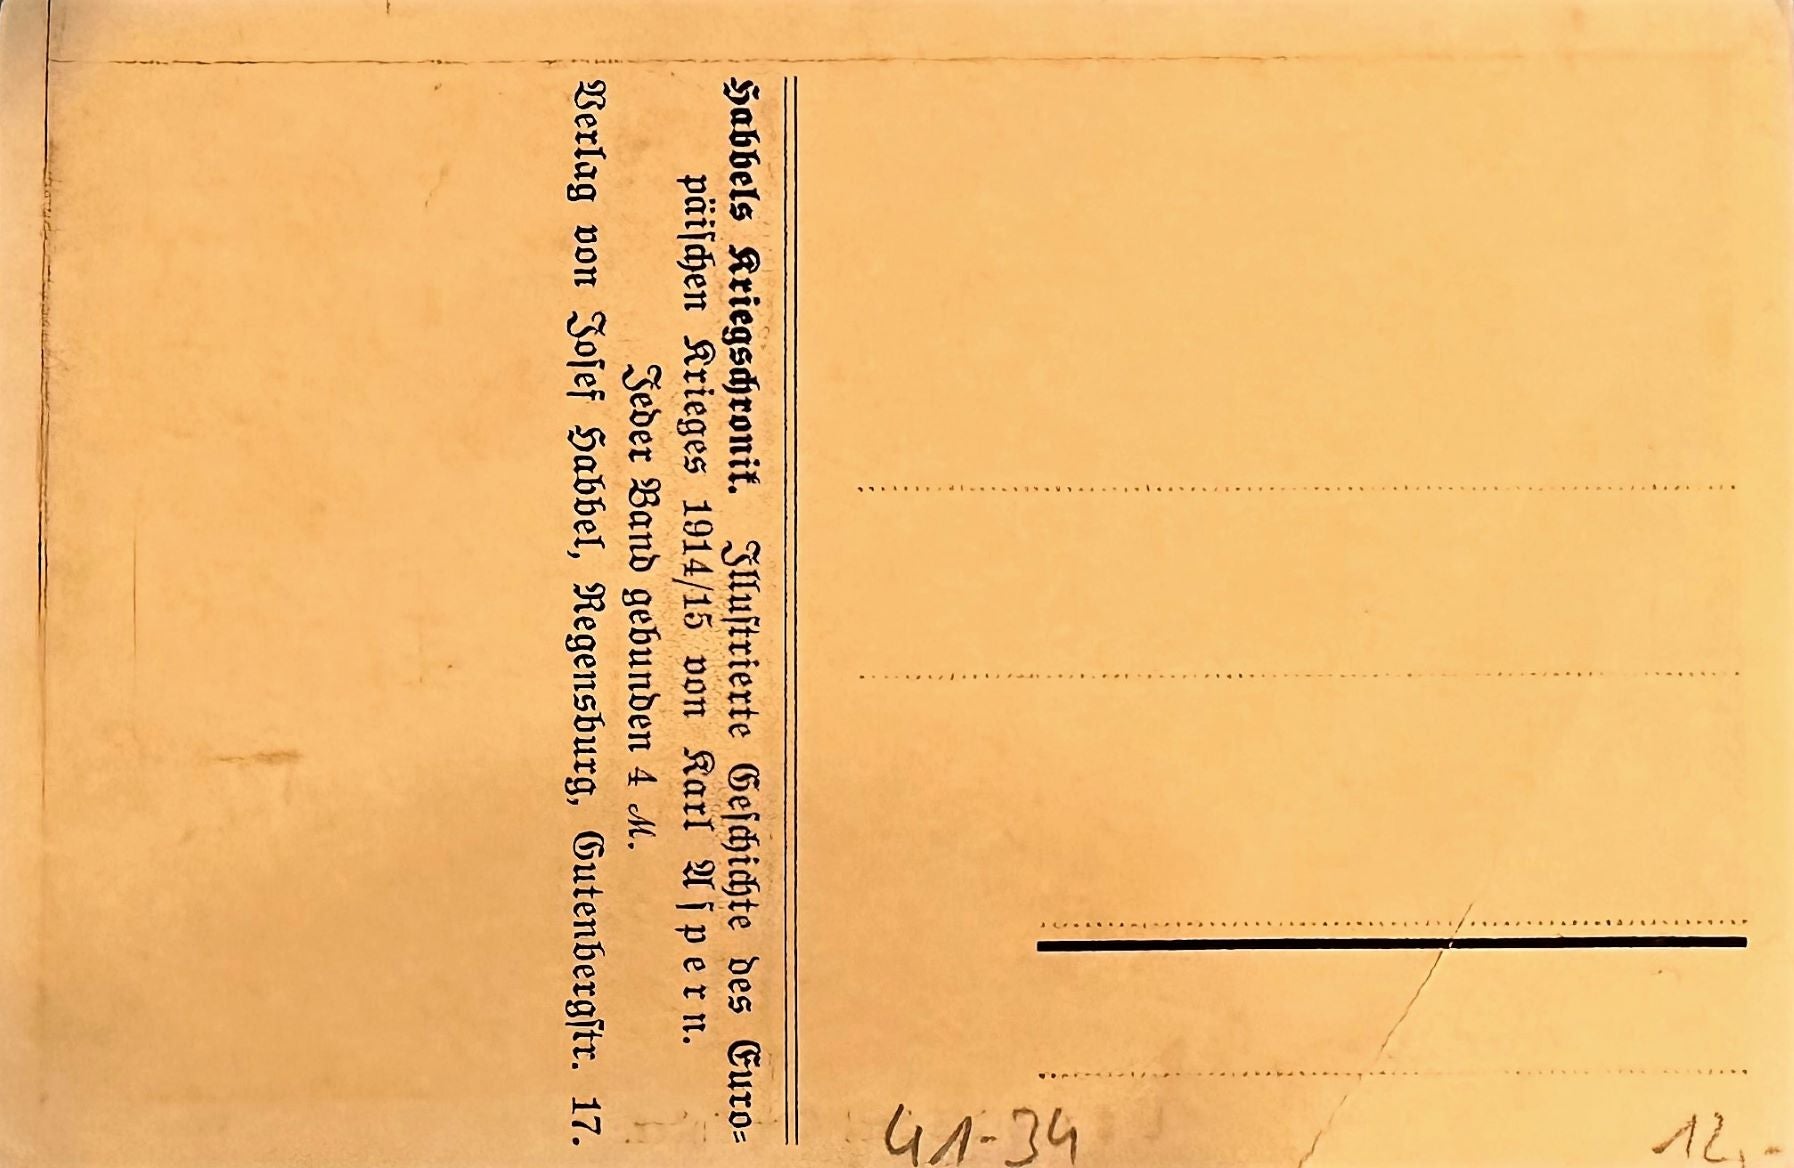 Habbels Kriegschronik. Illustrierte Geschichte des Euro=
päischen Krieges 1914/15 von Karl Aspern.
Jeder Band gebunden 4 M.
Verlag von Josef Habbel, Regensburg, Gutenbergstr. 17.
41-34
12.-